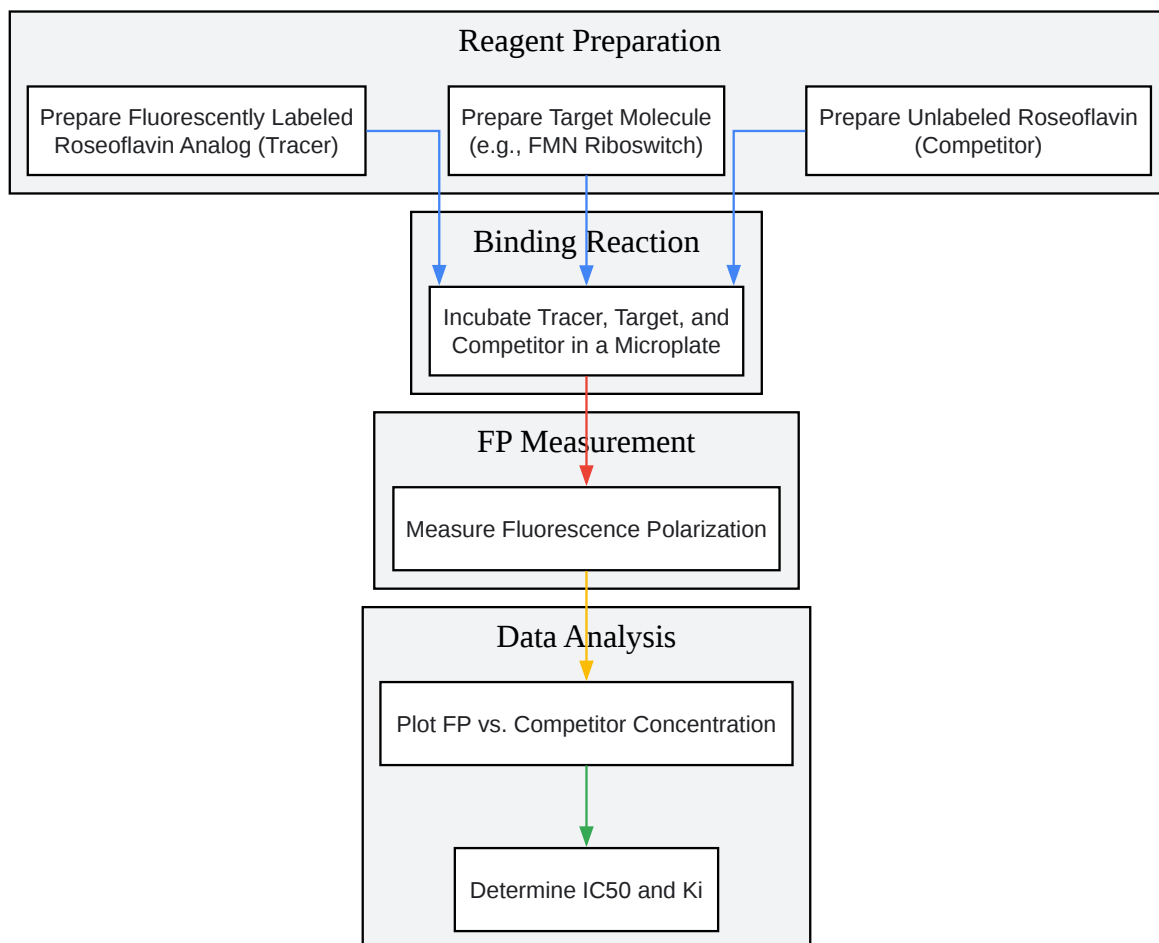 Reagent Preparation
Prepare Fluorescently Labeled
Roseoflavin Analog (Tracer)
Prepare Target Molecule
(e.g., FMN Riboswitch)
Prepare Unlabeled Roseoflavin
(Competitor)
Binding Reaction
Incubate Tracer, Target, and
Competitor in a Microplate
FP Measurement
Measure Fluorescence Polarization
Data Analysis
Plot FP vs. Competitor Concentration
Determine IC50 and Ki